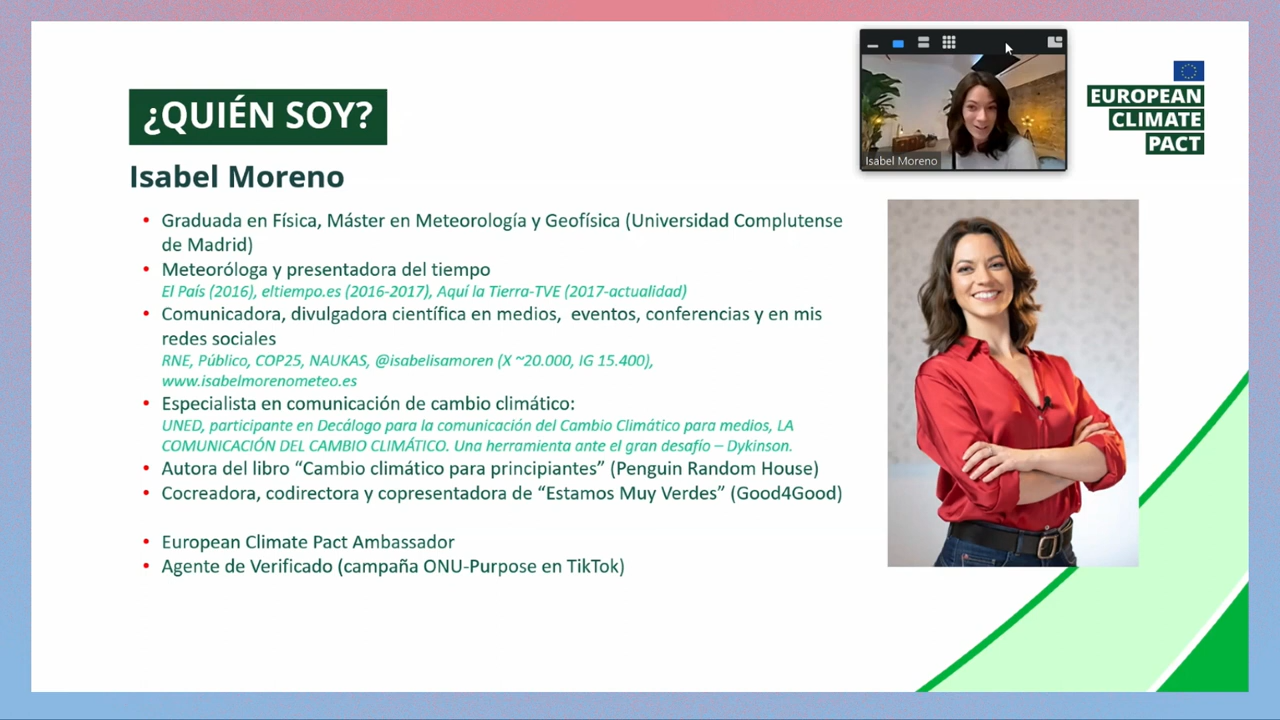 ¿QUIÉN SOY?
Isabel Moreno
EUROPEAN
CLIMATE
PACT
Isabel Moreno
• Graduada en Física, Máster en Meteorología y Geofísica (Universidad Complutense
de Madrid)
• Meteoróloga y presentadora del tiempo
El País (2016), eltiempo.es (2016-2017), Aquí la Tierra-TVE (2017-actualidad)
• Comunicadora, divulgadora científica en medios, eventos, conferencias y en mis
redes sociales
RNE, Público, COP25, NAUKAS, @isabelisamoren (X ~20.000, IG 15.400),
www.isabelmorenometeo.es
• Especialista en comunicación de cambio climático:
UNED, participante en Decálogo para la comunicación del Cambio Climático para medios, LA
COMUNICACIÓN DEL CAMBIO CLIMÁTICO. Una herramienta ante el gran desafío – Dykinson.
• Autora del libro “Cambio climático para principiantes” (Penguin Random House)
• Cocreadora, codirectora y copresentadora de “Estamos Muy Verdes” (Good4Good)
• European Climate Pact Ambassador
• Agente de Verificado (campaña ONU-Purpose en TikTok)